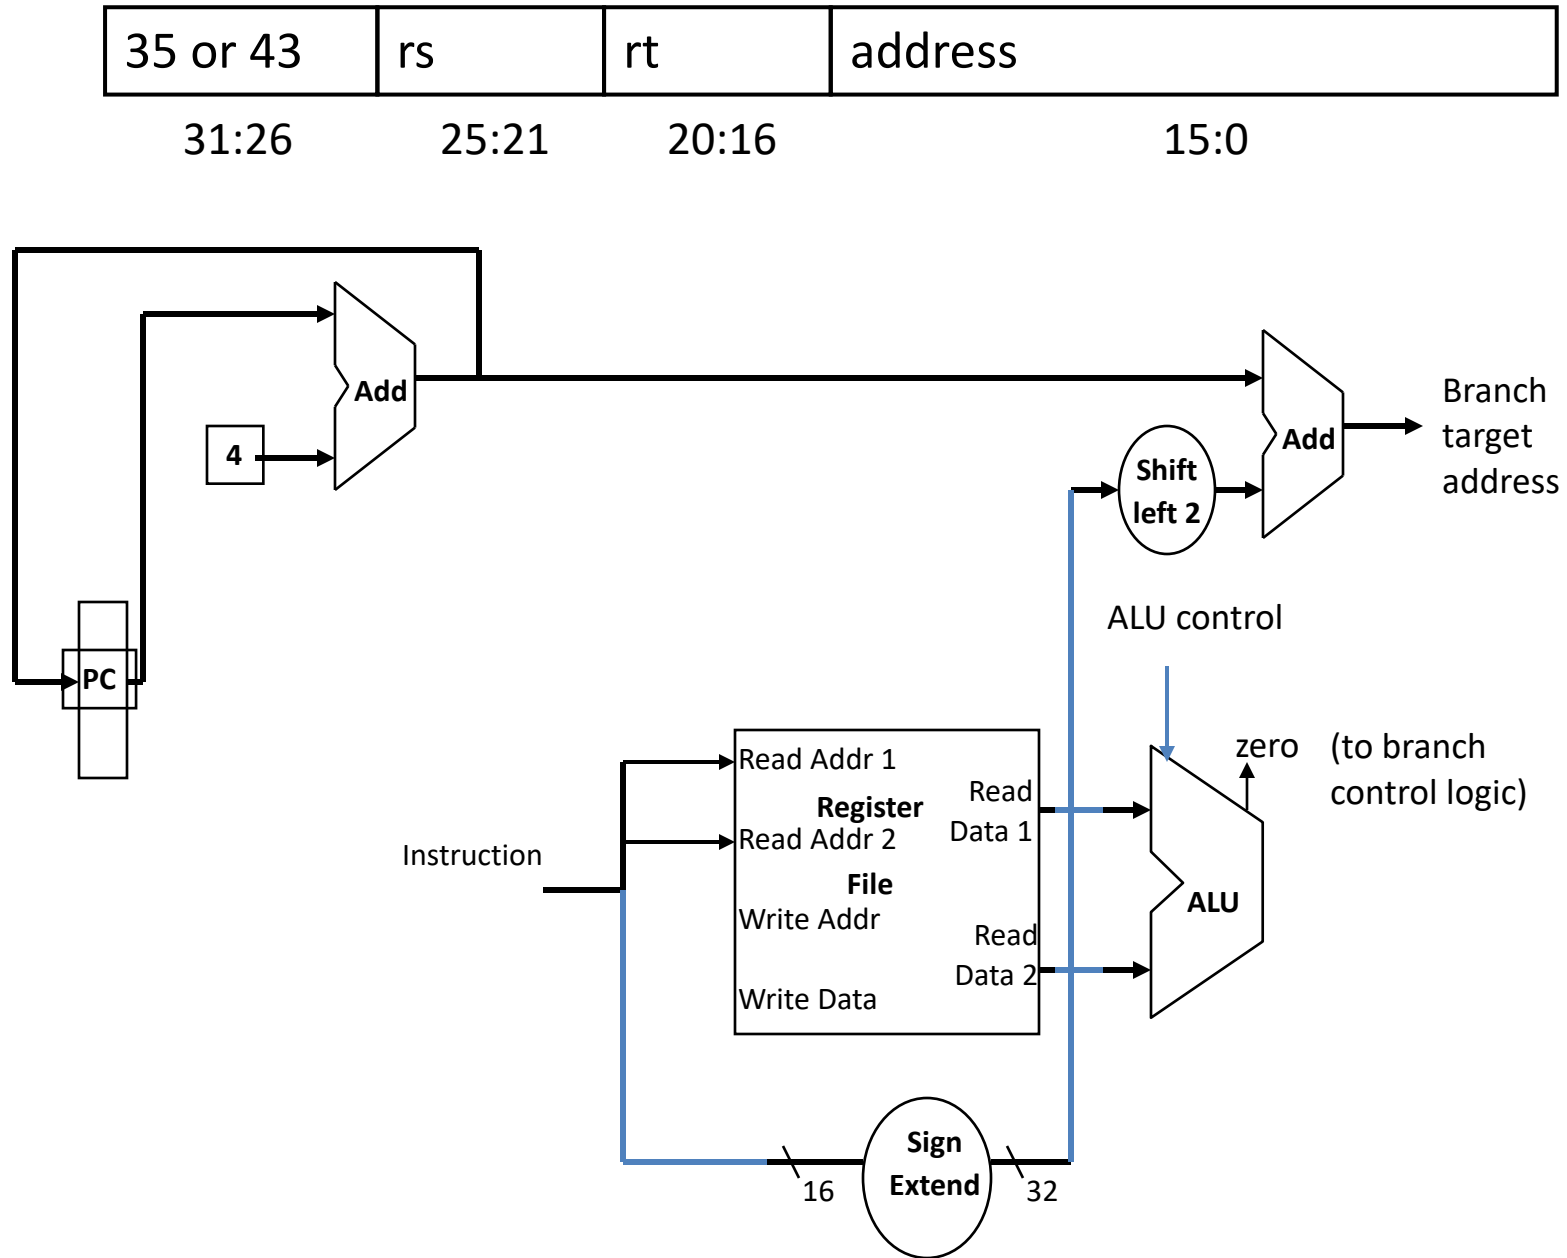 35 or 43 rs rt address
31:26 25:21 20:16 15:0
Add
4
Add
Branch
target
address
Shift
left 2
PC
ALU control
Instruction
Read Addr 1
Register
Read Addr 2
File
Write Addr
Write Data
Read
Data 1
Read
Data 2
zero (to branch
control logic)
ALU
Sign
Extend
16
32